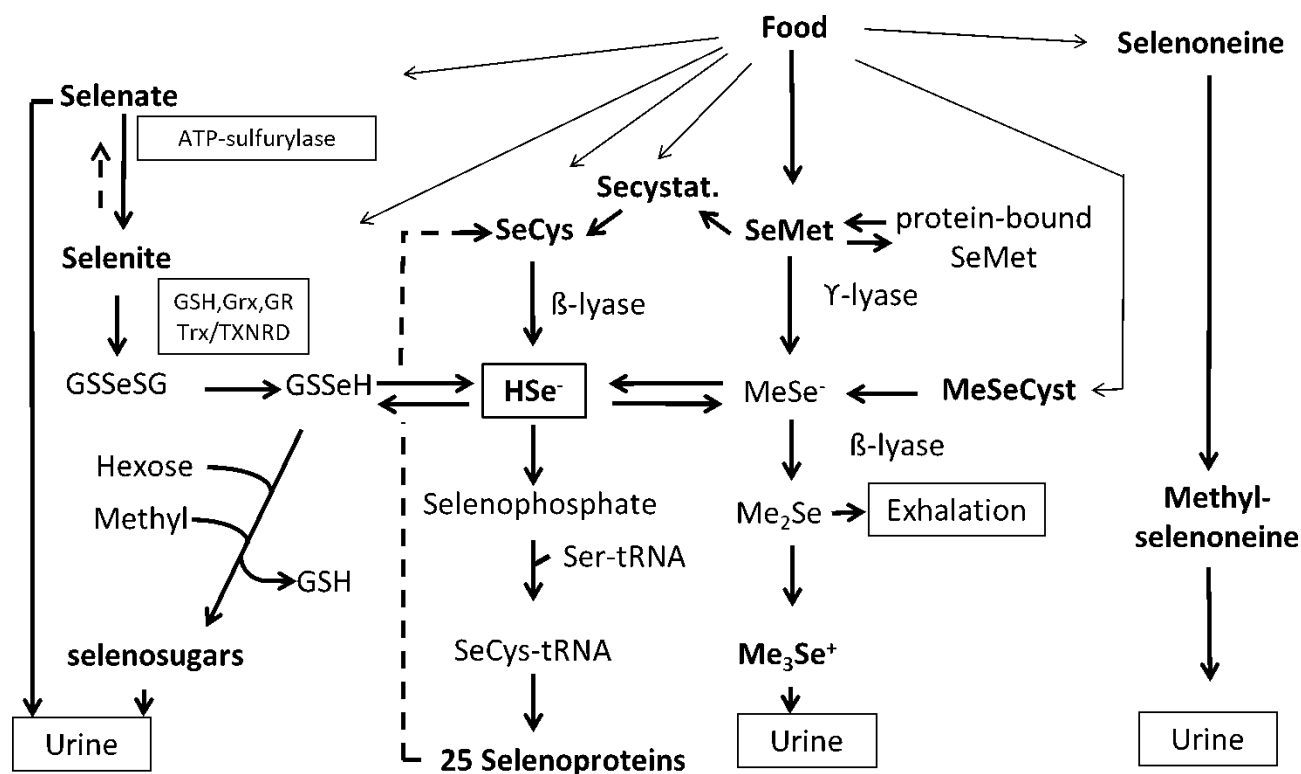 Food
Selenoneine
Selenate
ATP-sulfurylase
Secystat.
SeCys
SeMet
protein-bound
SeMet
Selenite
GSH,Grx,GR
Trx/TXNRD
ß-lyase
ϒ-lyase
GSSeSG
GSSeH
HSe⁻
MeSe⁻
MeSeCyst
ß-lyase
Hexose
Methyl
GSH
Selenophosphate
Me₂Se
Exhalation
Methyl-
selenoneine
Ser-tRNA
selenosugars
SeCys-tRNA
Me₃Se⁺
Urine
25 Selenoproteins
Urine
Urine